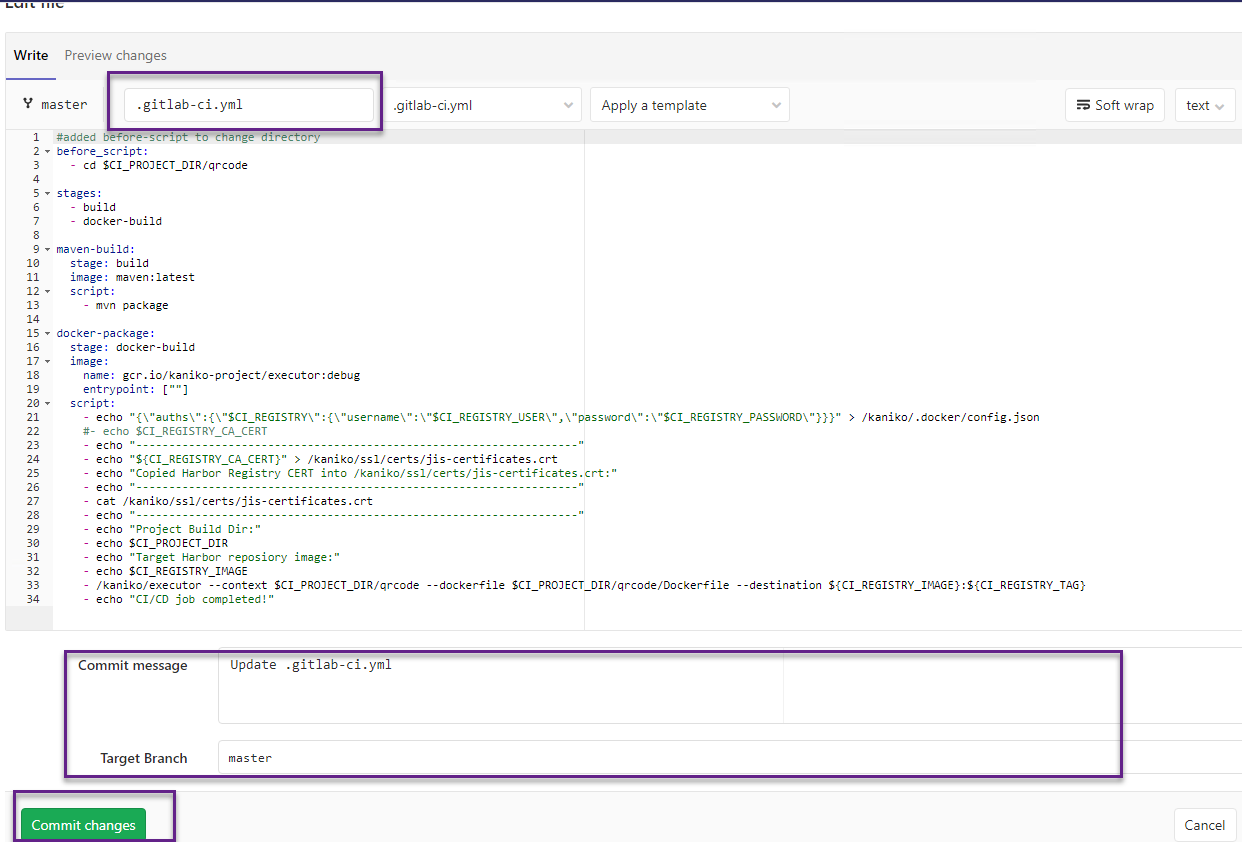 Edit file
Write Preview changes
master .gitlab-ci.yml .gitlab-ci.yml Apply a template Soft wrap text
1 #added before-script to change directory
2 before_script:
3   - cd $CI_PROJECT_DIR/qrcode
4
5 stages:
6   - build
7   - docker-build
8
9 maven-build:
10   stage: build
11   image: maven:latest
12   script:
13     - mvn package
14
15 docker-package:
16   stage: docker-build
17   image:
18     name: gcr.io/kaniko-project/executor:debug
19     entrypoint: [""]
20   script:
21     - echo "{\"auths\":{\"$CI_REGISTRY\":{\"username\":\"$CI_REGISTRY_USER\",\"password\":\"$CI_REGISTRY_PASSWORD\"}}}" > /kaniko/.docker/config.json
22     #- echo $CI_REGISTRY_CA_CERT
23     - echo "-------------------------------------------------------------------"
24     - echo "${CI_REGISTRY_CA_CERT}" > /kaniko/ssl/certs/jis-certificates.crt
25     - echo "Copied Harbor Registry CERT into /kaniko/ssl/certs/jis-certificates.crt:"
26     - echo "-------------------------------------------------------------------"
27     - cat /kaniko/ssl/certs/jis-certificates.crt
28     - echo "-------------------------------------------------------------------"
29     - echo "Project Build Dir:"
30     - echo $CI_PROJECT_DIR
31     - echo "Target Harbor reposiory image:"
32     - echo $CI_REGISTRY_IMAGE
33     - /kaniko/executor --context $CI_PROJECT_DIR/qrcode --dockerfile $CI_PROJECT_DIR/qrcode/Dockerfile --destination ${CI_REGISTRY_IMAGE}:${CI_REGISTRY_TAG}
34     - echo "CI/CD job completed!"
Commit message Update .gitlab-ci.yml
Target Branch master
Commit changes Cancel